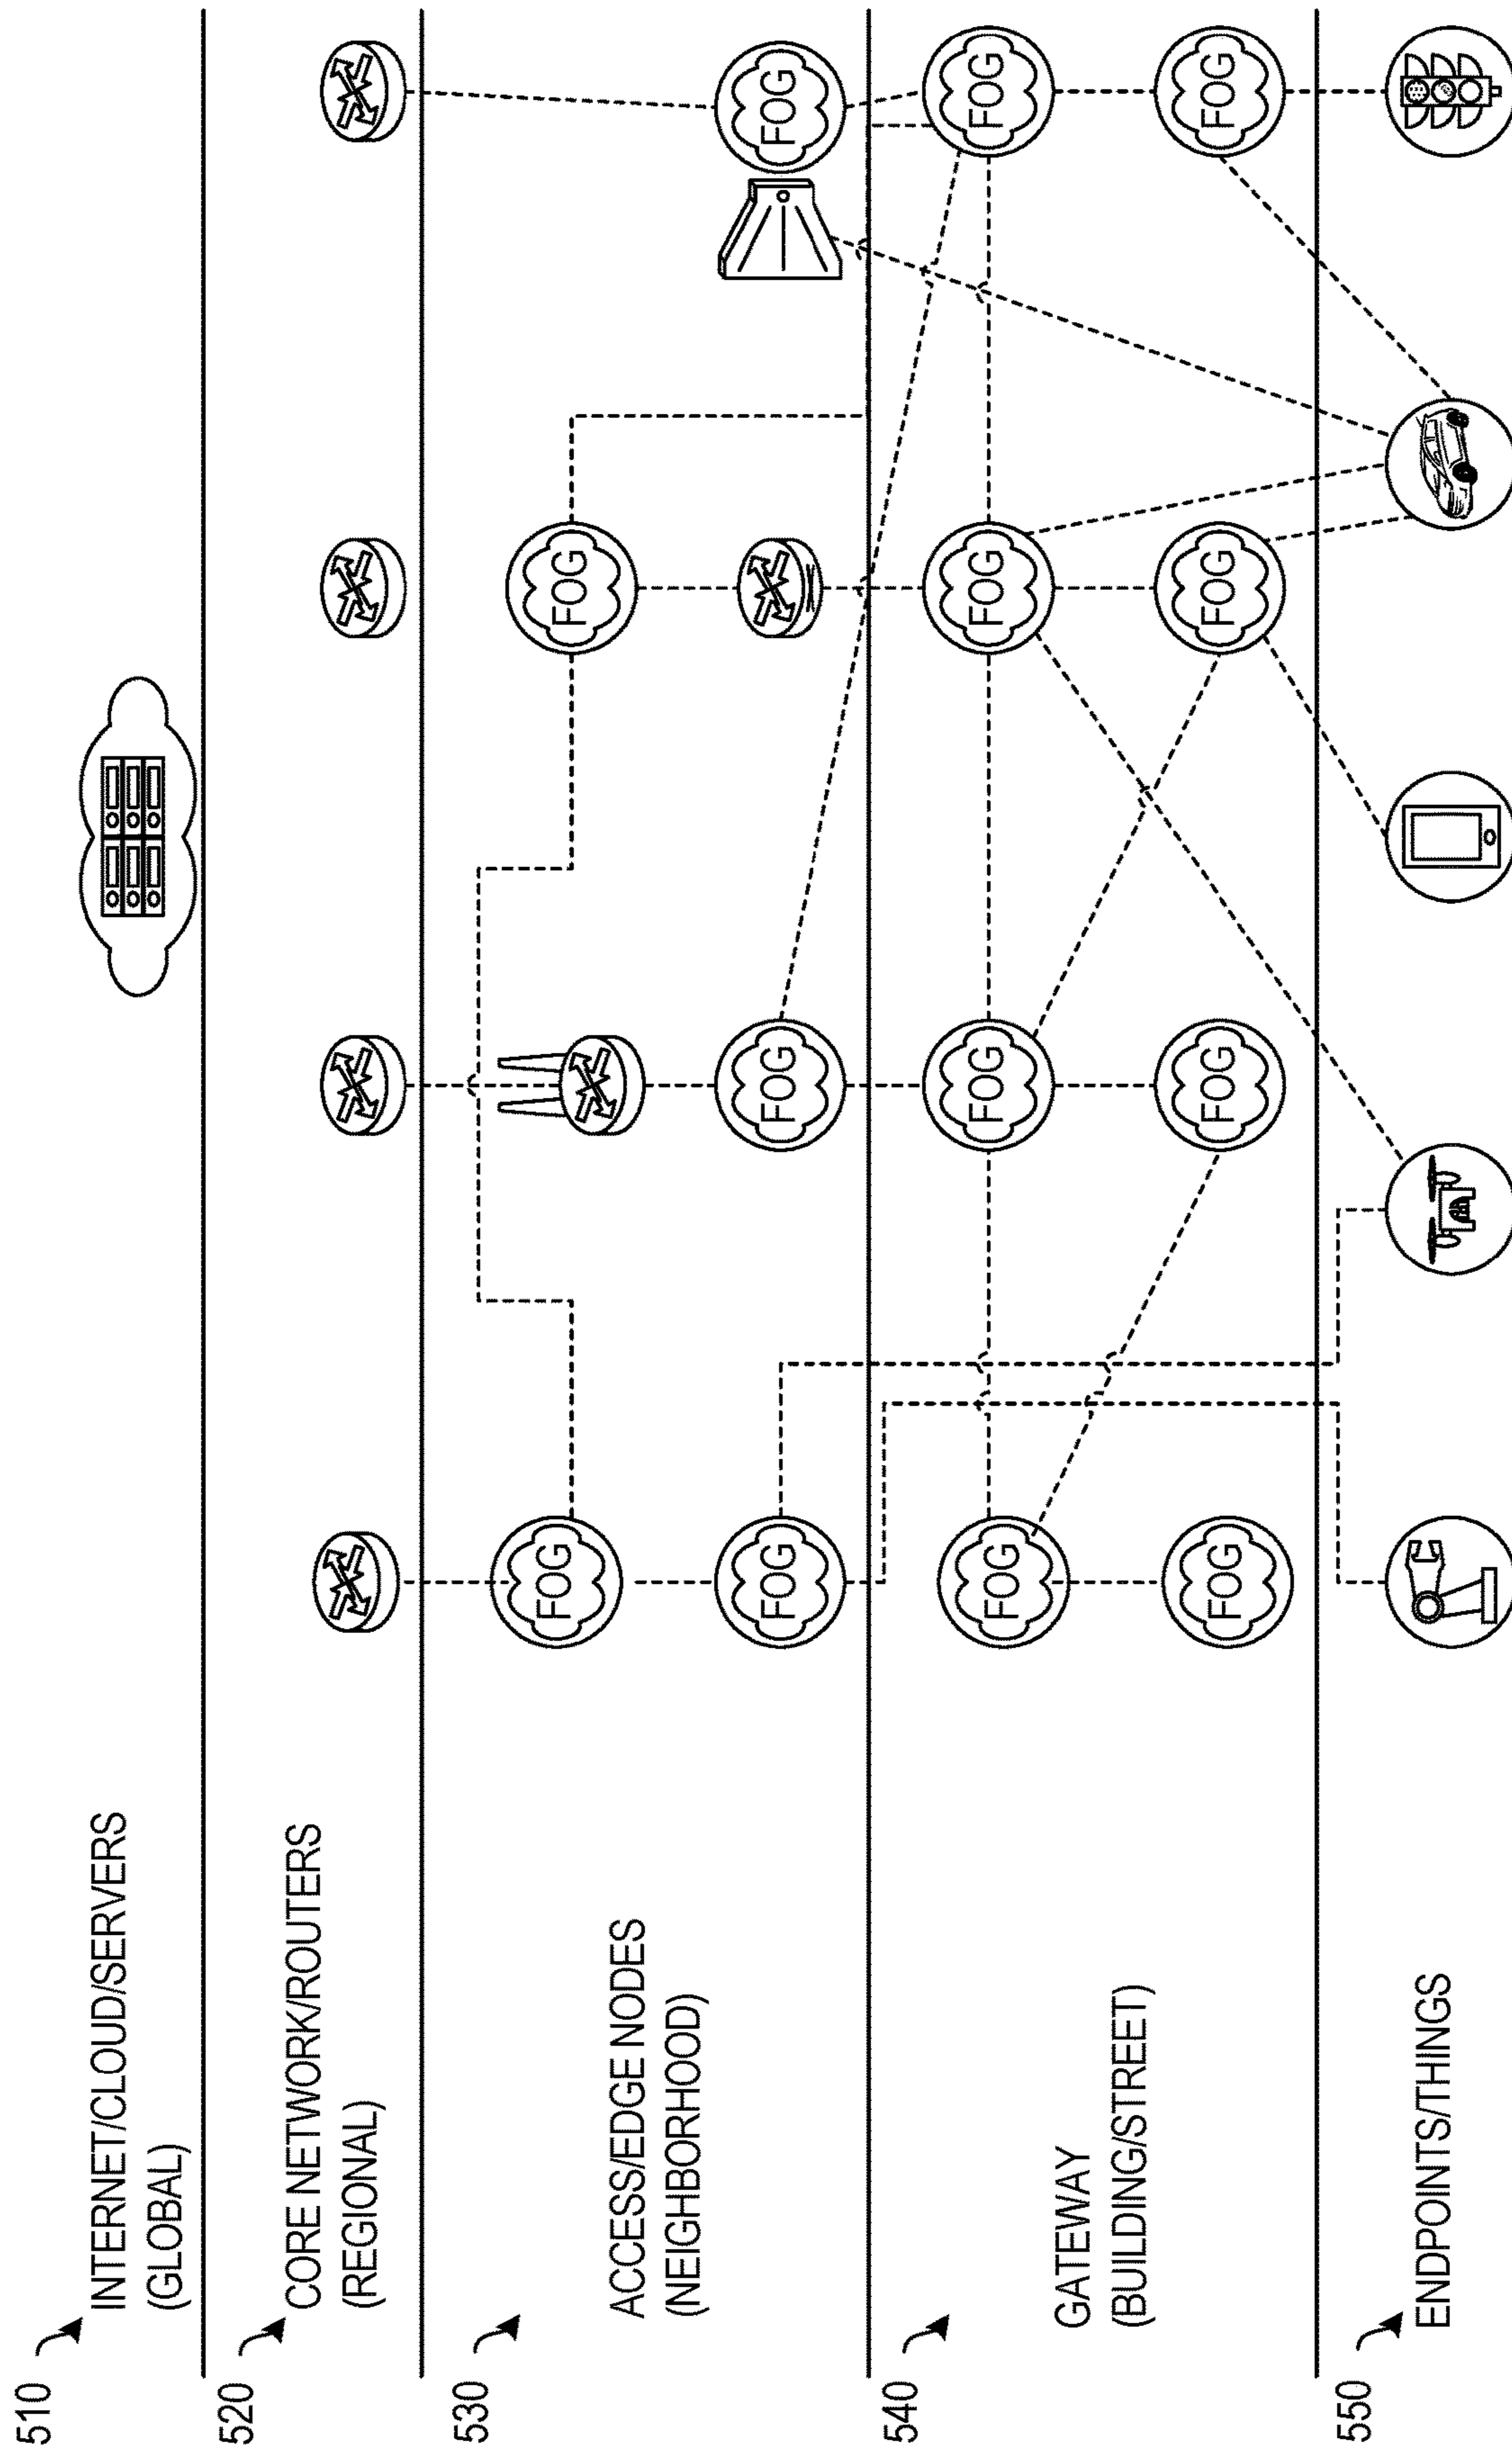 510
INTERNET/CLOUD/SERVERS
(GLOBAL)
520
CORE NETWORK/ROUTERS
(REGIONAL)
530
ACCESS/EDGE NODES
(NEIGHBORHOOD)
FOG
FOG
FOG
FOG
FOG
540
GATEWAY
(BUILDING/STREET)
FOG
FOG
FOG
FOG
FOG
FOG
FOG
FOG
550
ENDPOINTS/THINGS